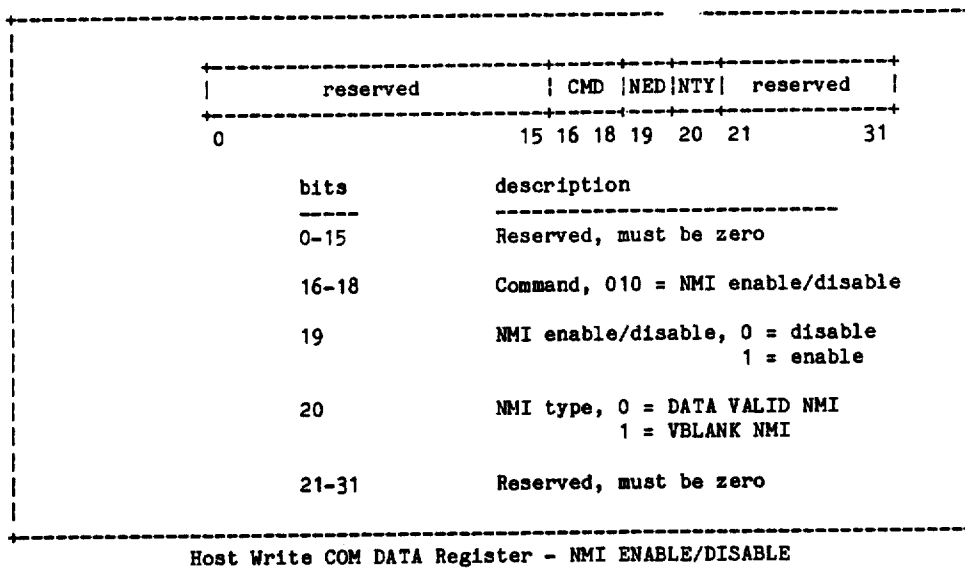 reserved | CMD |NED|NTY| reserved
0 15 16 18 19 20 21 31
bits description
0-15 Reserved, must be zero
16-18 Command, 010 = NMI enable/disable
19 NMI enable/disable, 0 = disable
1 = enable
20 NMI type, 0 = DATA VALID NMI
1 = VBLANK NMI
21-31 Reserved, must be zero
Host Write COM DATA Register - NMI ENABLE/DISABLE